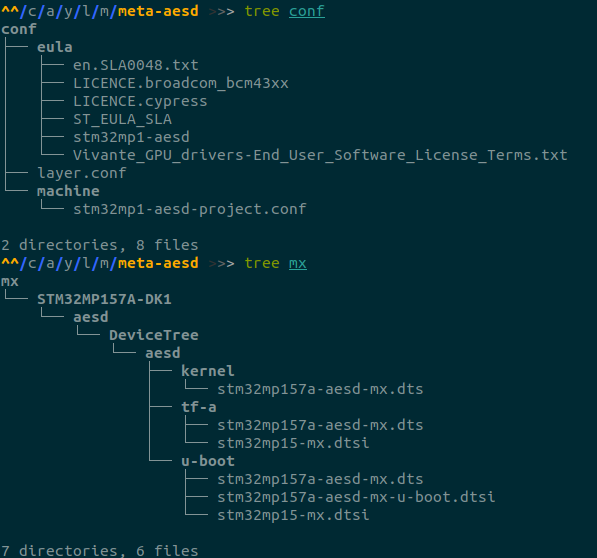 ^^/c/a/y/l/m/meta-aesd >>> tree conf
conf
├── eula
│   ├── en.SLA0048.txt
│   ├── LICENCE.broadcom_bcm43xx
│   ├── LICENCE.cypress
│   ├── ST_EULA_SLA
│   ├── stm32mp1-aesd
│   └── Vivante_GPU_drivers-End_User_Software_License_Terms.txt
├── layer.conf
└── machine
    └── stm32mp1-aesd-project.conf
2 directories, 8 files
^^/c/a/y/l/m/meta-aesd >>> tree mx
mx
└── STM32MP157A-DK1
    └── aesd
        └── DeviceTree
            └── aesd
                ├── kernel
                │   └── stm32mp157a-aesd-mx.dts
                ├── tf-a
                │   ├── stm32mp157a-aesd-mx.dts
                │   └── stm32mp15-mx.dtsi
                └── u-boot
                    ├── stm32mp157a-aesd-mx.dts
                    ├── stm32mp157a-aesd-mx-u-boot.dtsi
                    └── stm32mp15-mx.dtsi
7 directories, 6 files